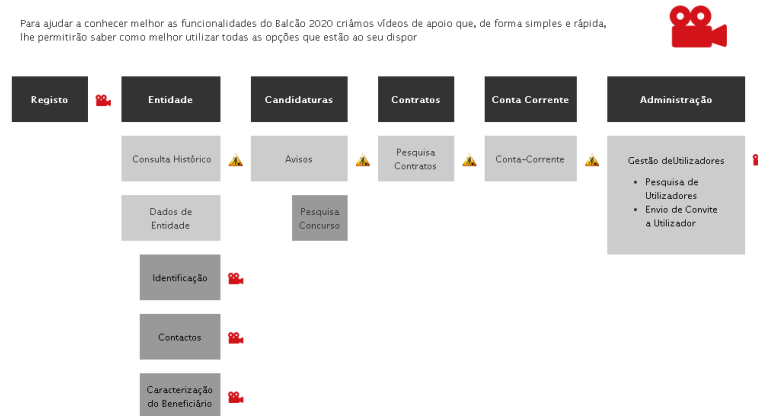 Para ajudar a conhecer melhor as funcionalidades do Balcão 2020 criámos vídeos de apoio que, de forma simples e rápida,
lhe permitirão saber como melhor utilizar todas as opções que estão ao seu dispor
Registo
Entidade
Candidaturas
Contratos
Conta Corrente
Administração
Consulta Histórico
Avisos
Pesquisa
Contratos
Conta-Corrente
Gestão deUtilizadores
• Pesquisa de
Utilizadores
• Envio de Convite
a Utilizador
Dados de
Entidade
Pesquisa
Concurso
Identificação
Contactos
Caracterização
do Beneficiário